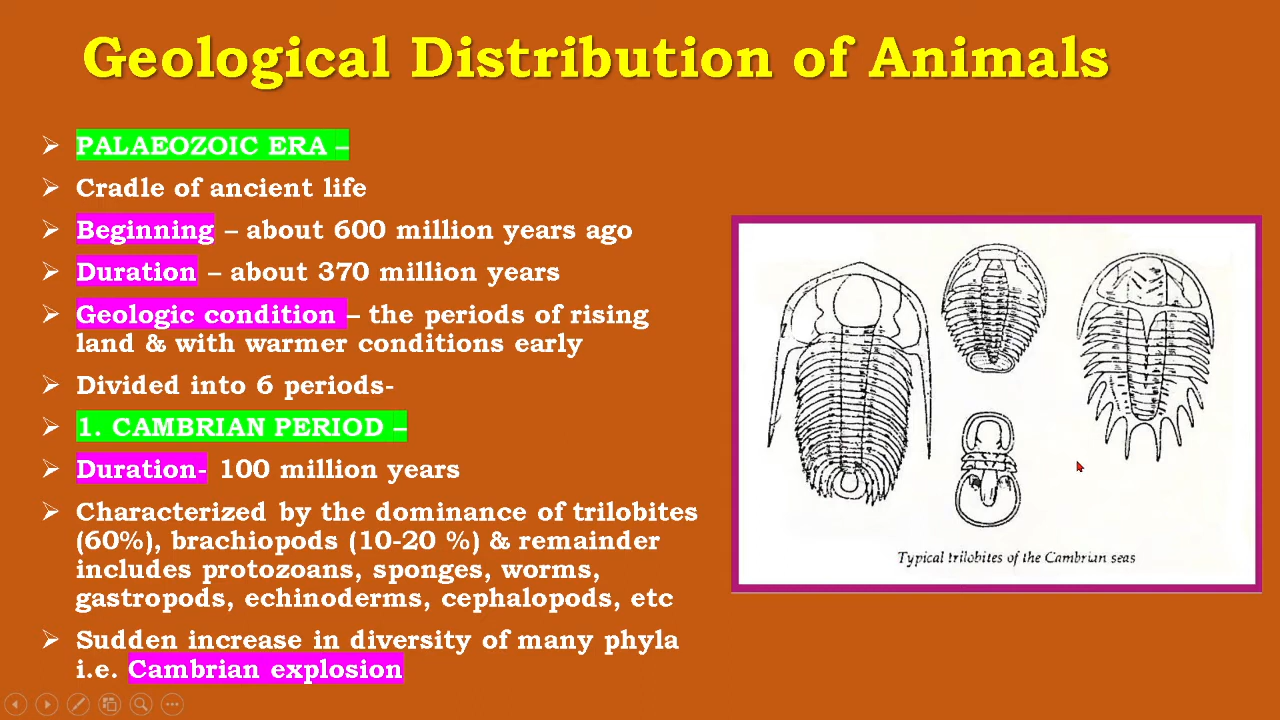 Geological Distribution of Animals
PALAEOZOIC ERA –
Cradle of ancient life
Beginning – about 600 million years ago
Duration – about 370 million years
Geologic condition – the periods of rising
land & with warmer conditions early
Divided into 6 periods-
1. CAMBRIAN PERIOD –
Duration- 100 million years
Characterized by the dominance of trilobites
(60%), brachiopods (10-20 %) & remainder
includes protozoans, sponges, worms,
gastropods, echinoderms, cephalopods, etc
Sudden increase in diversity of many phyla
i.e. Cambrian explosion
Typical trilobites of the Cambrian seas